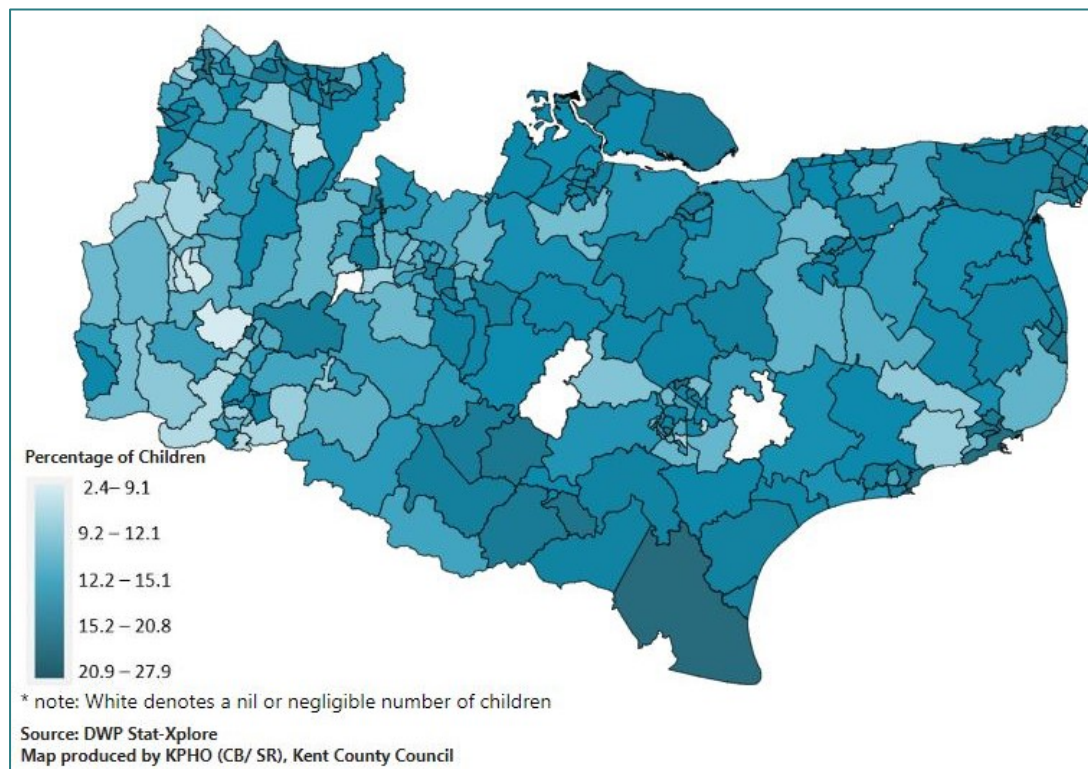 Percentage of Children
2.4– 9.1
9.2 – 12.1
12.2 – 15.1
15.2 – 20.8
20.9 – 27.9
* note: White denotes a nil or negligible number of children
Source: DWP Stat-Xplore
Map produced by KPHO (CB/ SR), Kent County Council